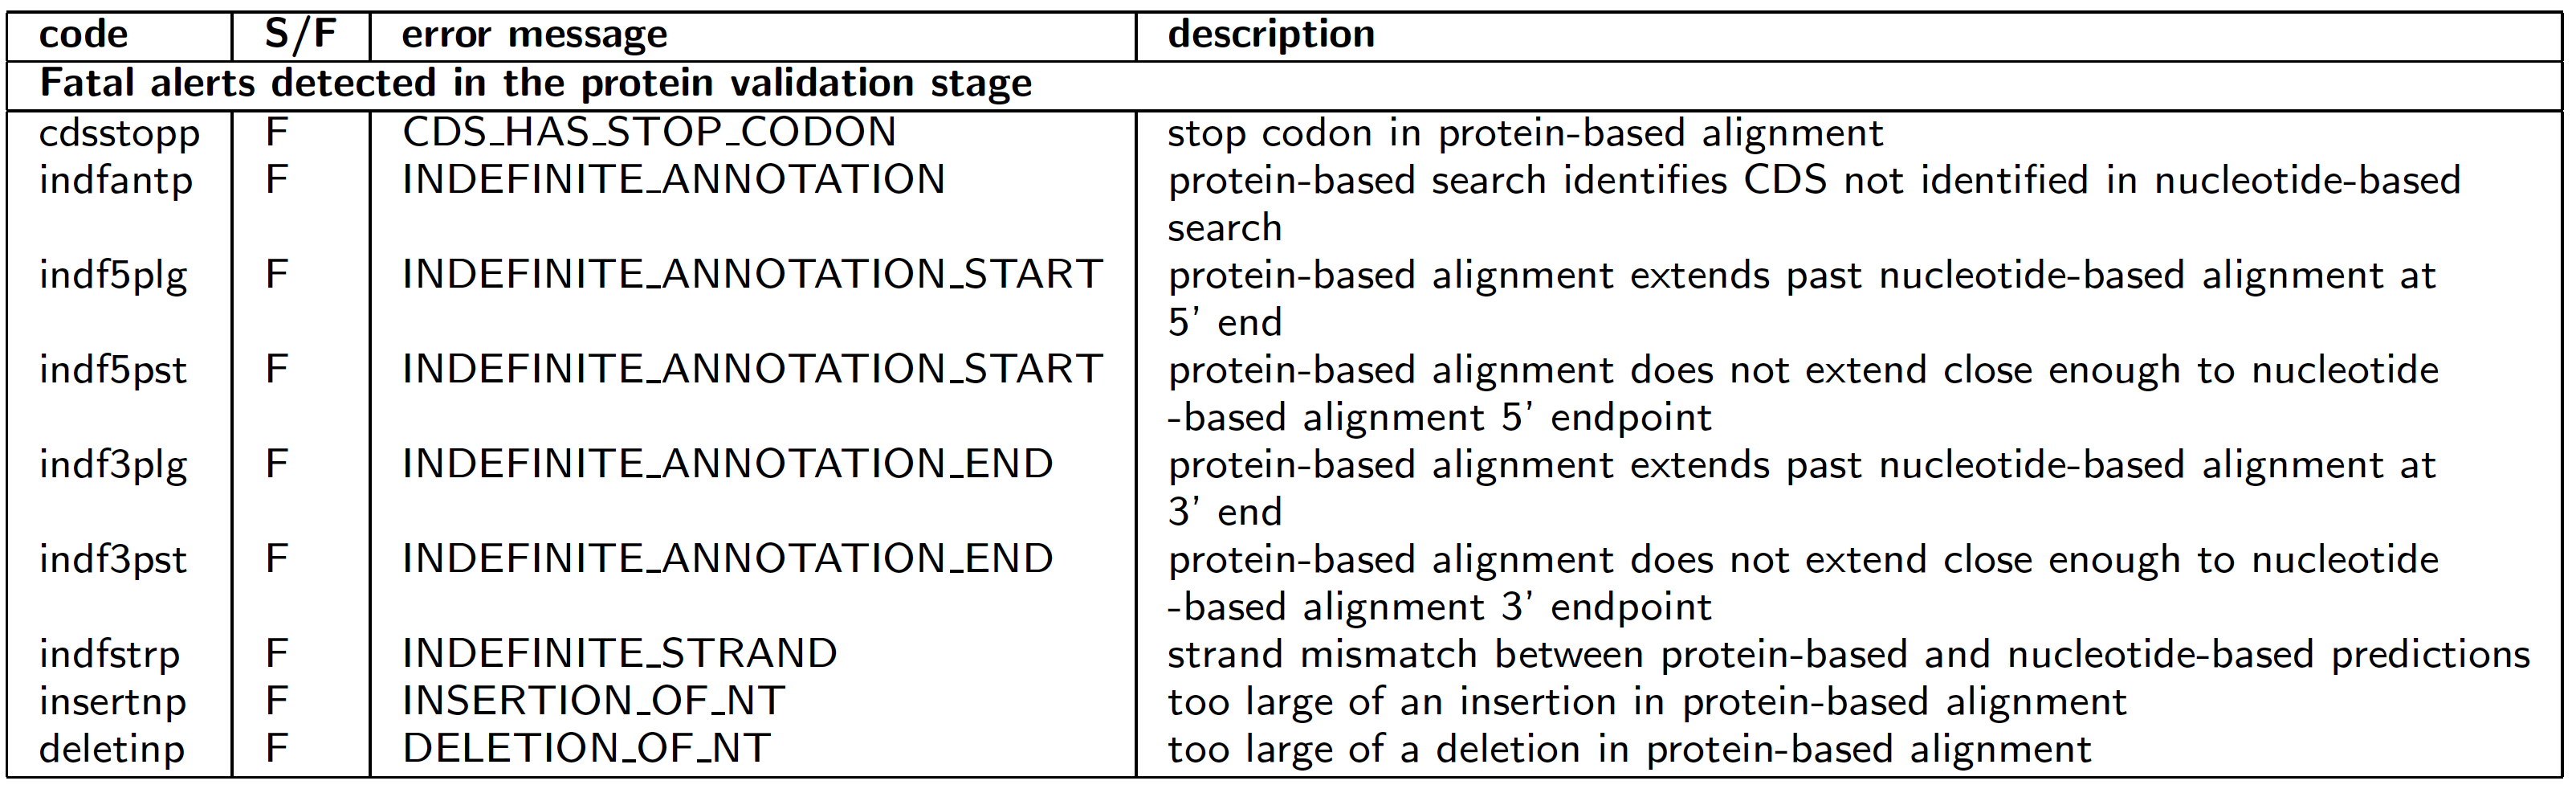 code S/F error message description
Fatal alerts detected in the protein validation stage
cdsstopp F CDS_HAS_STOP_CODON stop codon in protein-based alignment
indfantp F INDEFINITE_ANNOTATION protein-based search identifies CDS not identified in nucleotide-based
search
indf5plg F INDEFINITE_ANNOTATION_START protein-based alignment extends past nucleotide-based alignment at
5' end
indf5pst F INDEFINITE_ANNOTATION_START protein-based alignment does not extend close enough to nucleotide
-based alignment 5' endpoint
indf3plg F INDEFINITE_ANNOTATION_END protein-based alignment extends past nucleotide-based alignment at
3' end
indf3pst F INDEFINITE_ANNOTATION_END protein-based alignment does not extend close enough to nucleotide
-based alignment 3' endpoint
indfstrp F INDEFINITE_STRAND strand mismatch between protein-based and nucleotide-based predictions
insertnp F INSERTION_OF_NT too large of an insertion in protein-based alignment
deletinp F DELETION_OF_NT too large of a deletion in protein-based alignment